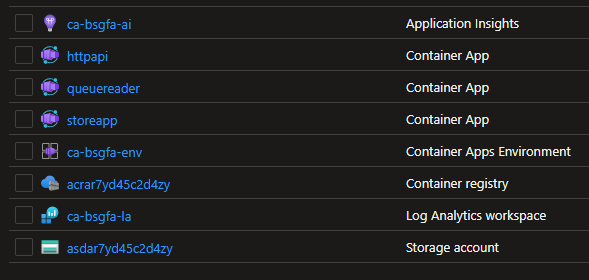 ca-bsgfa-ai Application Insights
httpapi Container App
queuereader Container App
storeapp Container App
ca-bsgfa-env Container Apps Environment
acrar7yd45c2d4zy Container registry
ca-bsgfa-la Log Analytics workspace
asdar7yd45c2d4zy Storage account